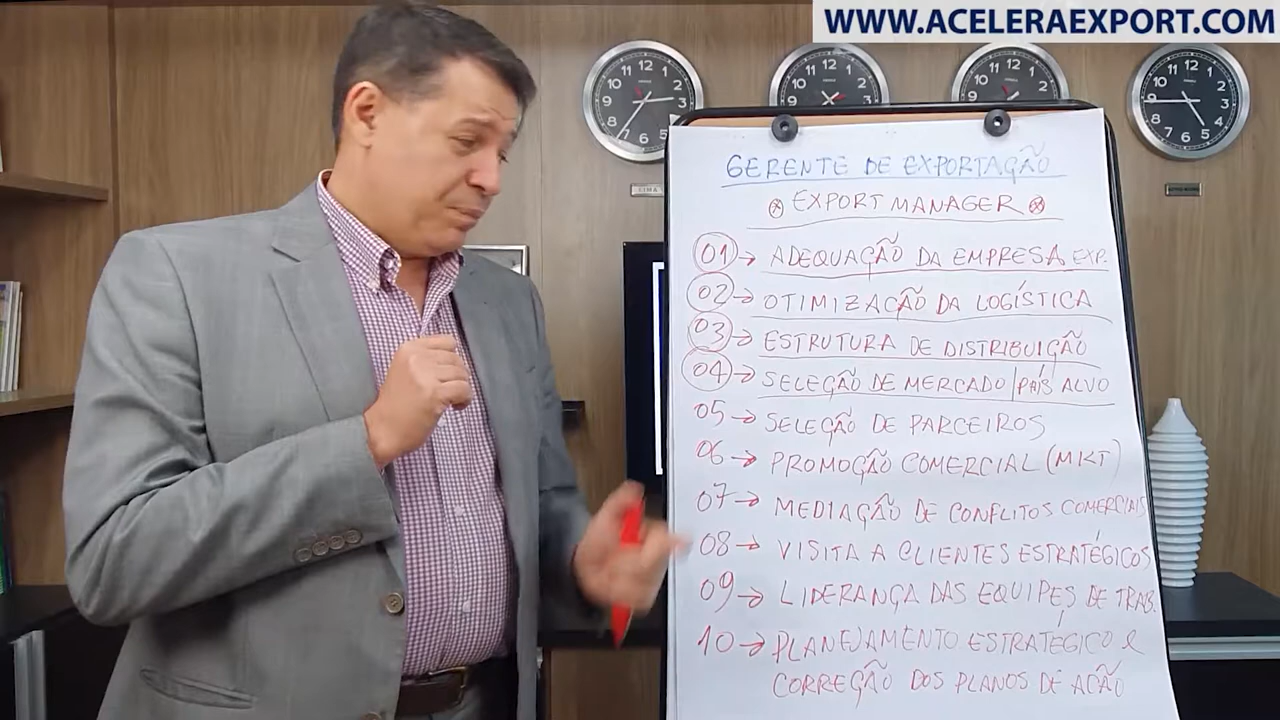 WWW.ACELERAEXPORT.COM
GERENTE DE EXPORTAÇÃO
EXPORT MANAGER
01 → ADEQUAÇÃO DA EMPRESA EXP.
02 → OTIMIZAÇÃO DA LOGÍSTICA
03 → ESTRUTURA DE DISTRIBUIÇÃO
04 → SELEÇÃO DE MERCADO/PAÍS ALVO
05 → SELEÇÃO DE PARCEIROS
06 → PROMOÇÃO COMERCIAL (MKT)
07 → MEDIAÇÃO DE CONFLITOS COMERCIAIS
08 → VISITA A CLIENTES ESTRATÉGICOS
09 → LIDERANÇA DAS EQUIPES DE TRAB.
10 → PLANEJAMENTO ESTRATÉGICO e
CORREÇÃO DOS PLANOS DE ACÃO
LIMA